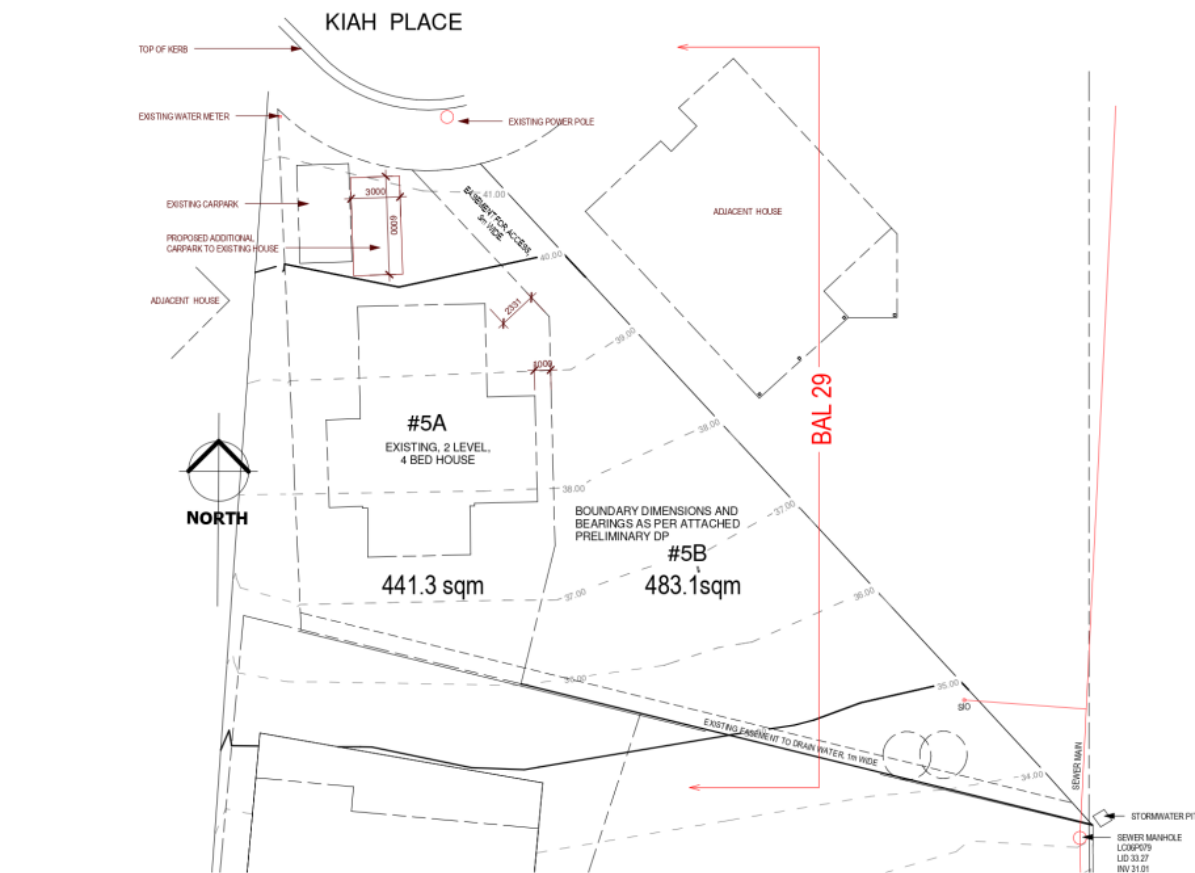 KIAH PLACE
TOP OF KERB
EXISTING WATER METER
EXISTING POWER POLE
EXISTING CARPARK
3000
6000
EASEMENT FOR ACCESS,
3m WIDE.
41.00
ADJACENT HOUSE
PROPOSED ADDITIONAL
CARPARK TO EXISTING HOUSE
40.00
ADJACENT HOUSE
2331
39.00
1009
BAL 29
#5A
EXISTING, 2 LEVEL,
4 BED HOUSE
38.00
38.00
NORTH
BOUNDARY DIMENSIONS AND
BEARINGS AS PER ATTACHED
PRELIMINARY DP
37.00
#5B
441.3 sqm
483.1sqm
37.00
36.00
36.00
35.00
SIO
EXISTING EASEMENT TO DRAIN WATER, 1m WIDE
SEWER MAIN
34.00
STORMWATER PI
SEWER MANHOLE
LC06P079
LID 33.27
INV 31.01